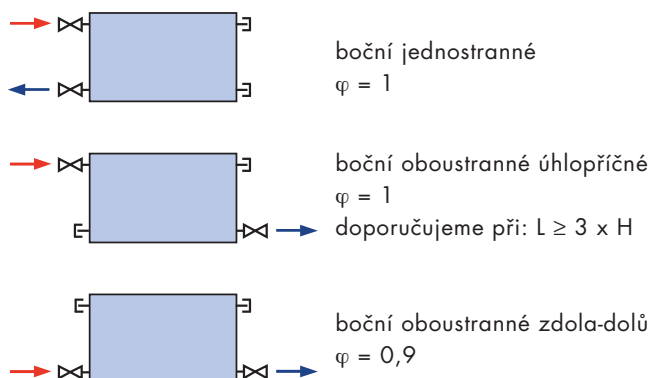 boční jednostranné
φ = 1
boční oboustranné úhlopříčné
φ = 1
doporučujeme při: L ≥ 3 x H
boční oboustranné zdola-dolů
φ = 0,9